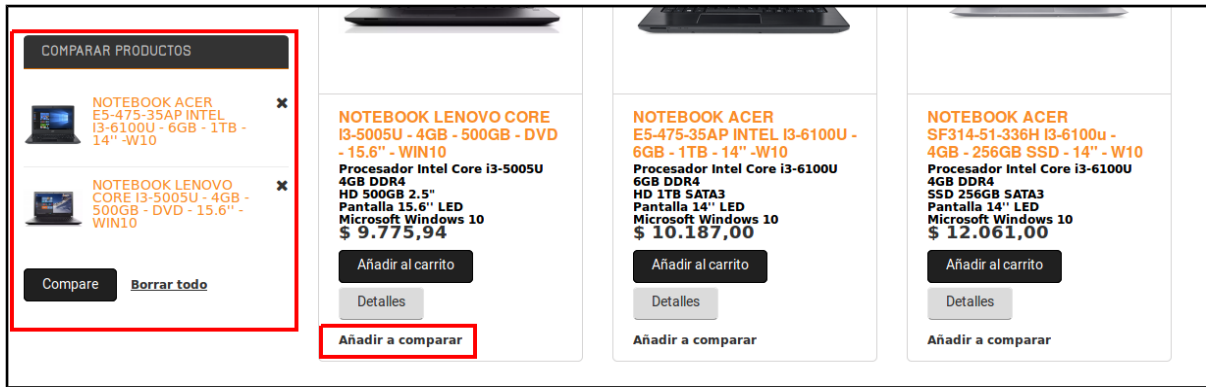 COMPARAR PRODUCTOS
NOTEBOOK ACER
E5-475-35AP INTEL
I3-6100U - 6GB - 1TB -
14'' -W10
NOTEBOOK LENOVO
CORE I3-5005U - 4GB -
500GB - DVD - 15.6'' -
WIN10
Compare
Borrar todo
NOTEBOOK LENOVO CORE
I3-5005U - 4GB - 500GB - DVD
- 15.6'' - WIN10
Procesador Intel Core i3-5005U
4GB DDR4
HD 500GB 2.5"
Pantalla 15.6'' LED
Microsoft Windows 10
$ 9.775,94
Añadir al carrito
Detalles
Añadir a comparar
NOTEBOOK ACER
E5-475-35AP INTEL I3-6100U -
6GB - 1TB - 14'' -W10
Procesador Intel Core i3-6100U
6GB DDR4
HD 1TB SATA3
Pantalla 14'' LED
Microsoft Windows 10
$ 10.187,00
Añadir al carrito
Detalles
Añadir a comparar
NOTEBOOK ACER
SF314-51-336H I3-6100u -
4GB - 256GB SSD - 14'' - W10
Procesador Intel Core i3-6100U
4GB DDR4
SSD 256GB SATA3
Pantalla 14'' LED
Microsoft Windows 10
$ 12.061,00
Añadir al carrito
Detalles
Añadir a comparar